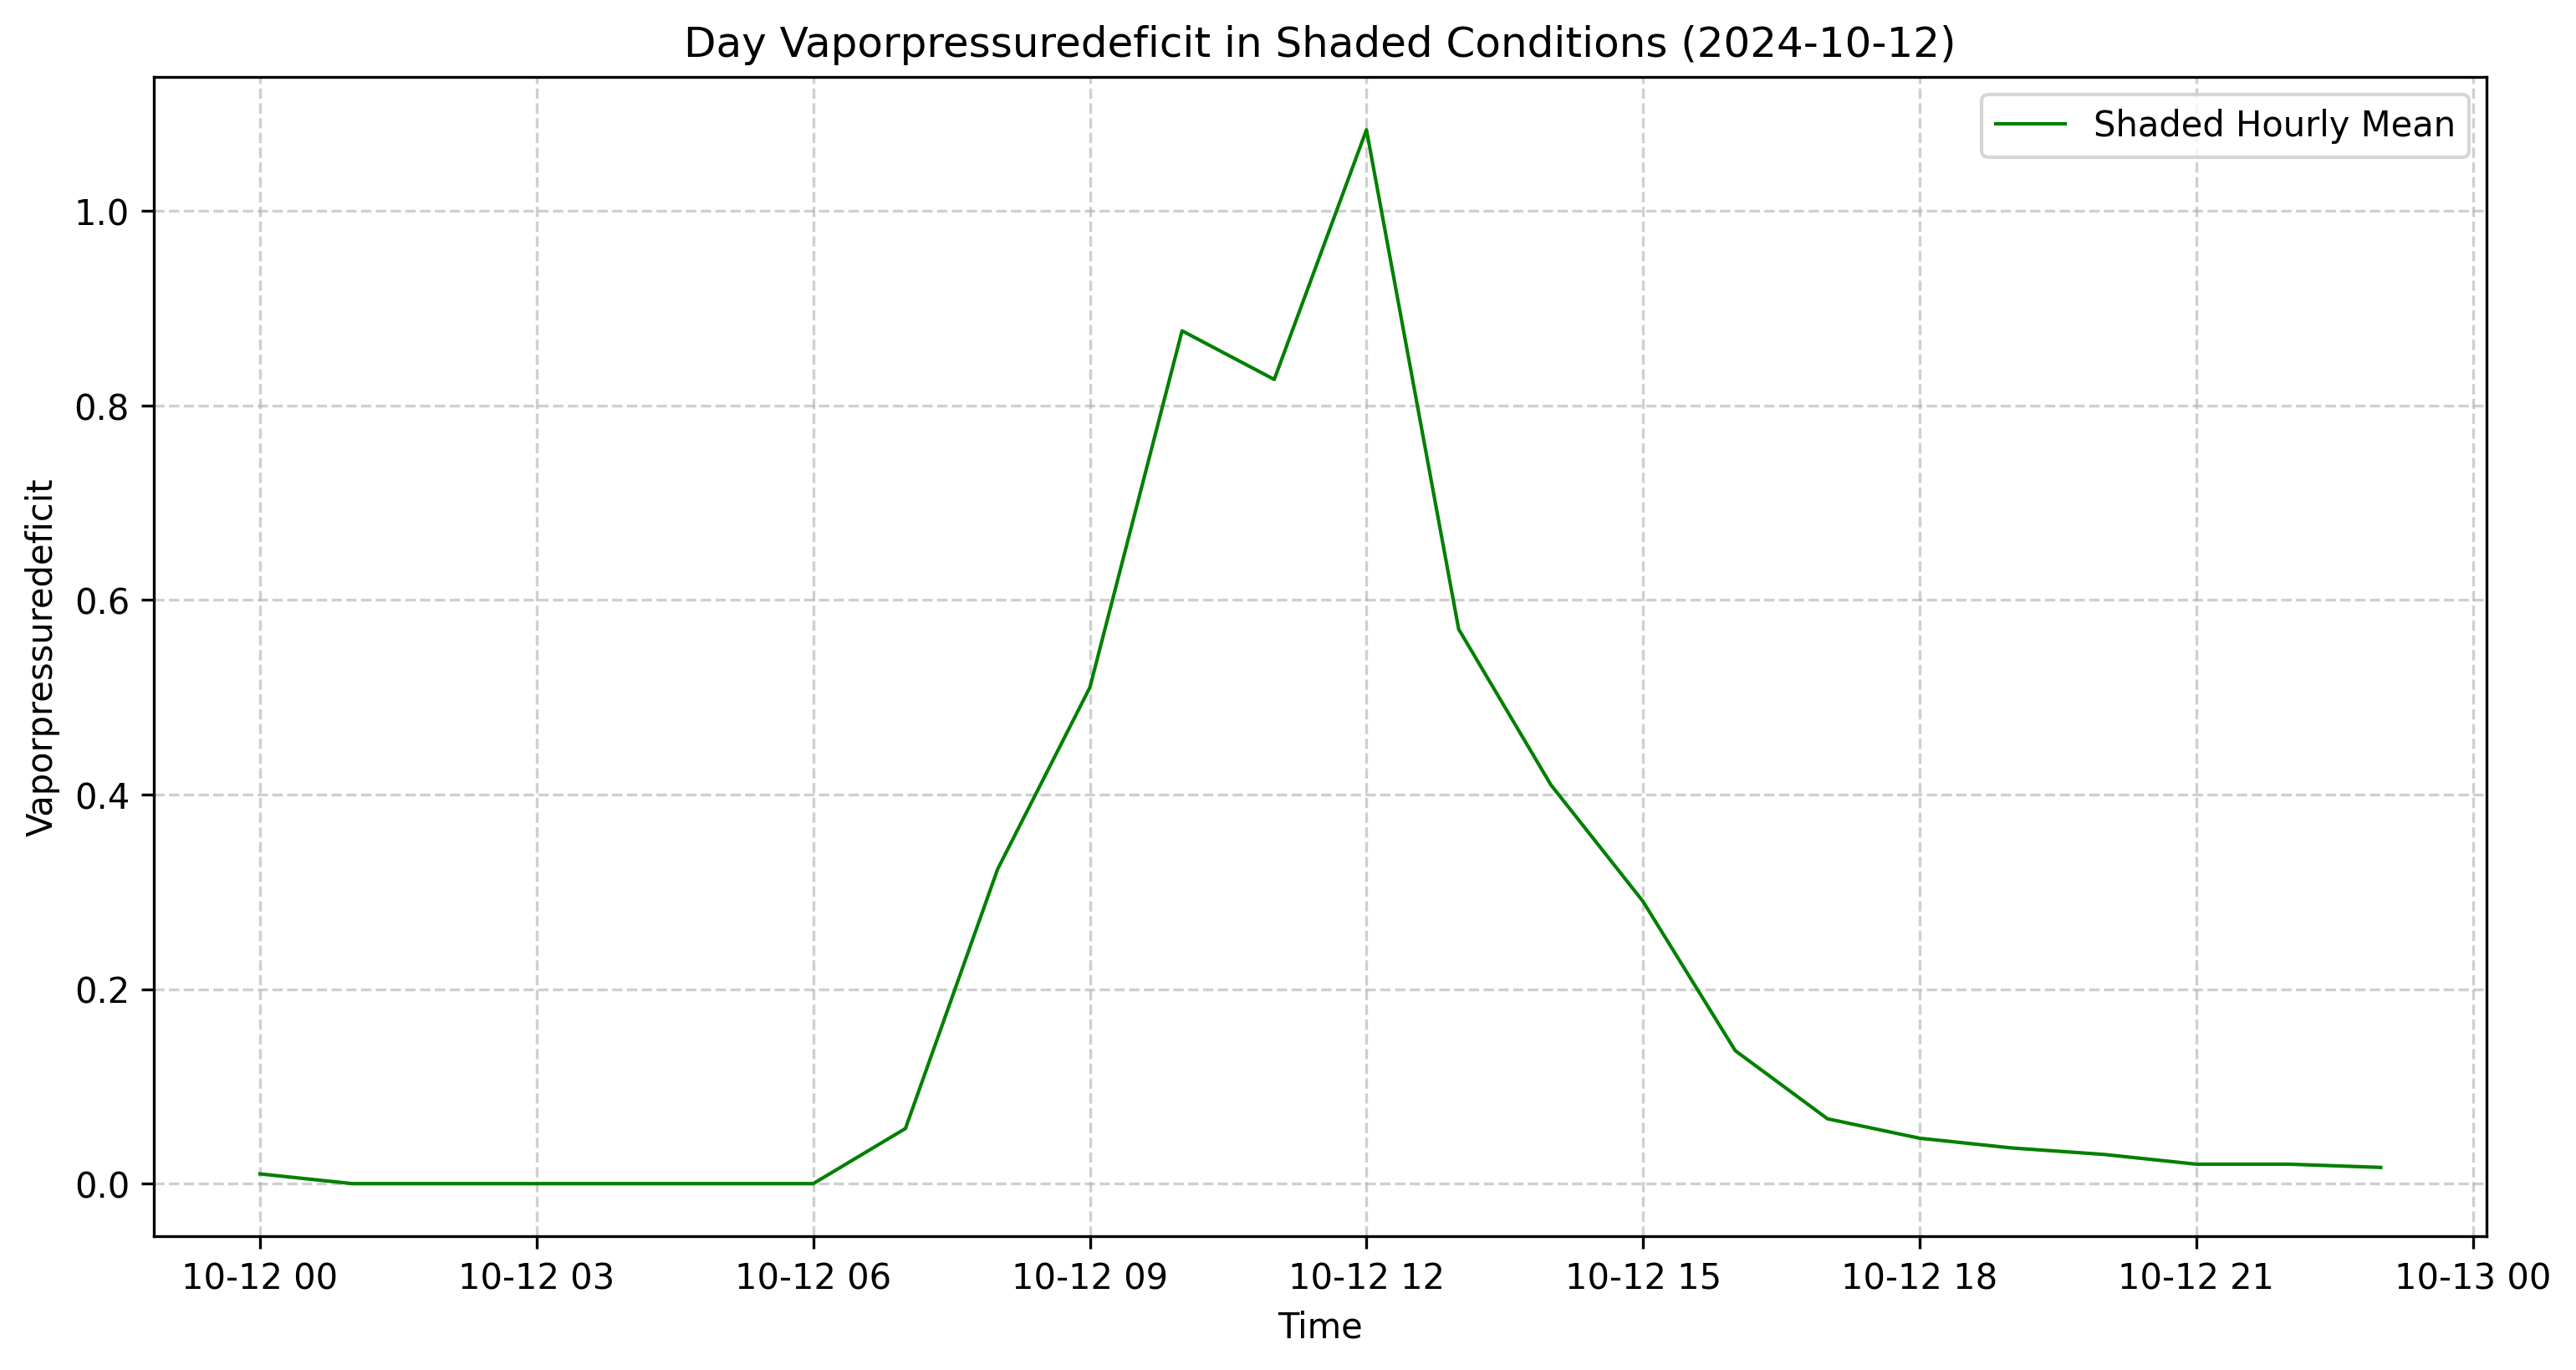 Day Vaporpressuredeficit in Shaded Conditions (2024-10-12)
Shaded Hourly Mean
Vaporpressuredeficit
1.0
0.8
0.6
0.4
0.2
0.0
10-12 00 10-12 03 10-12 06 10-12 09 10-12 12 10-12 15 10-12 18 10-12 21 10-13 00
Time